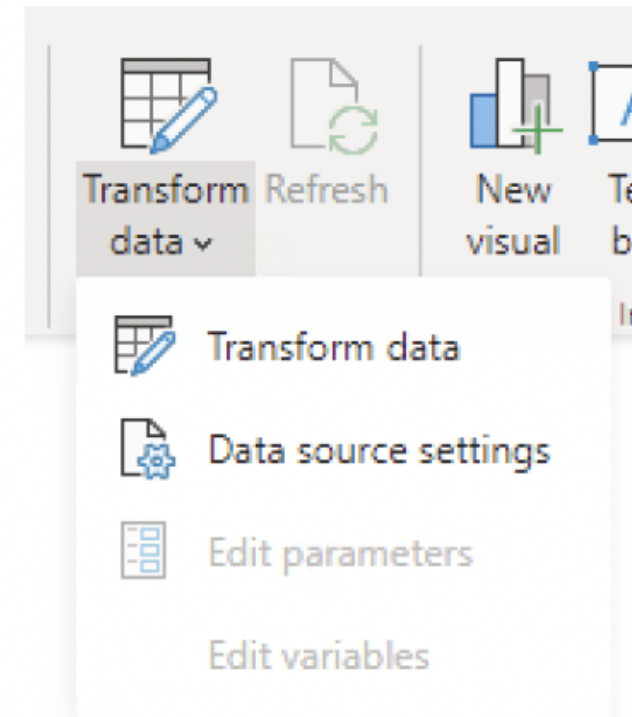 Transform Refresh New
data visual
Transform data
Data source settings
Edit parameters
Edit variables